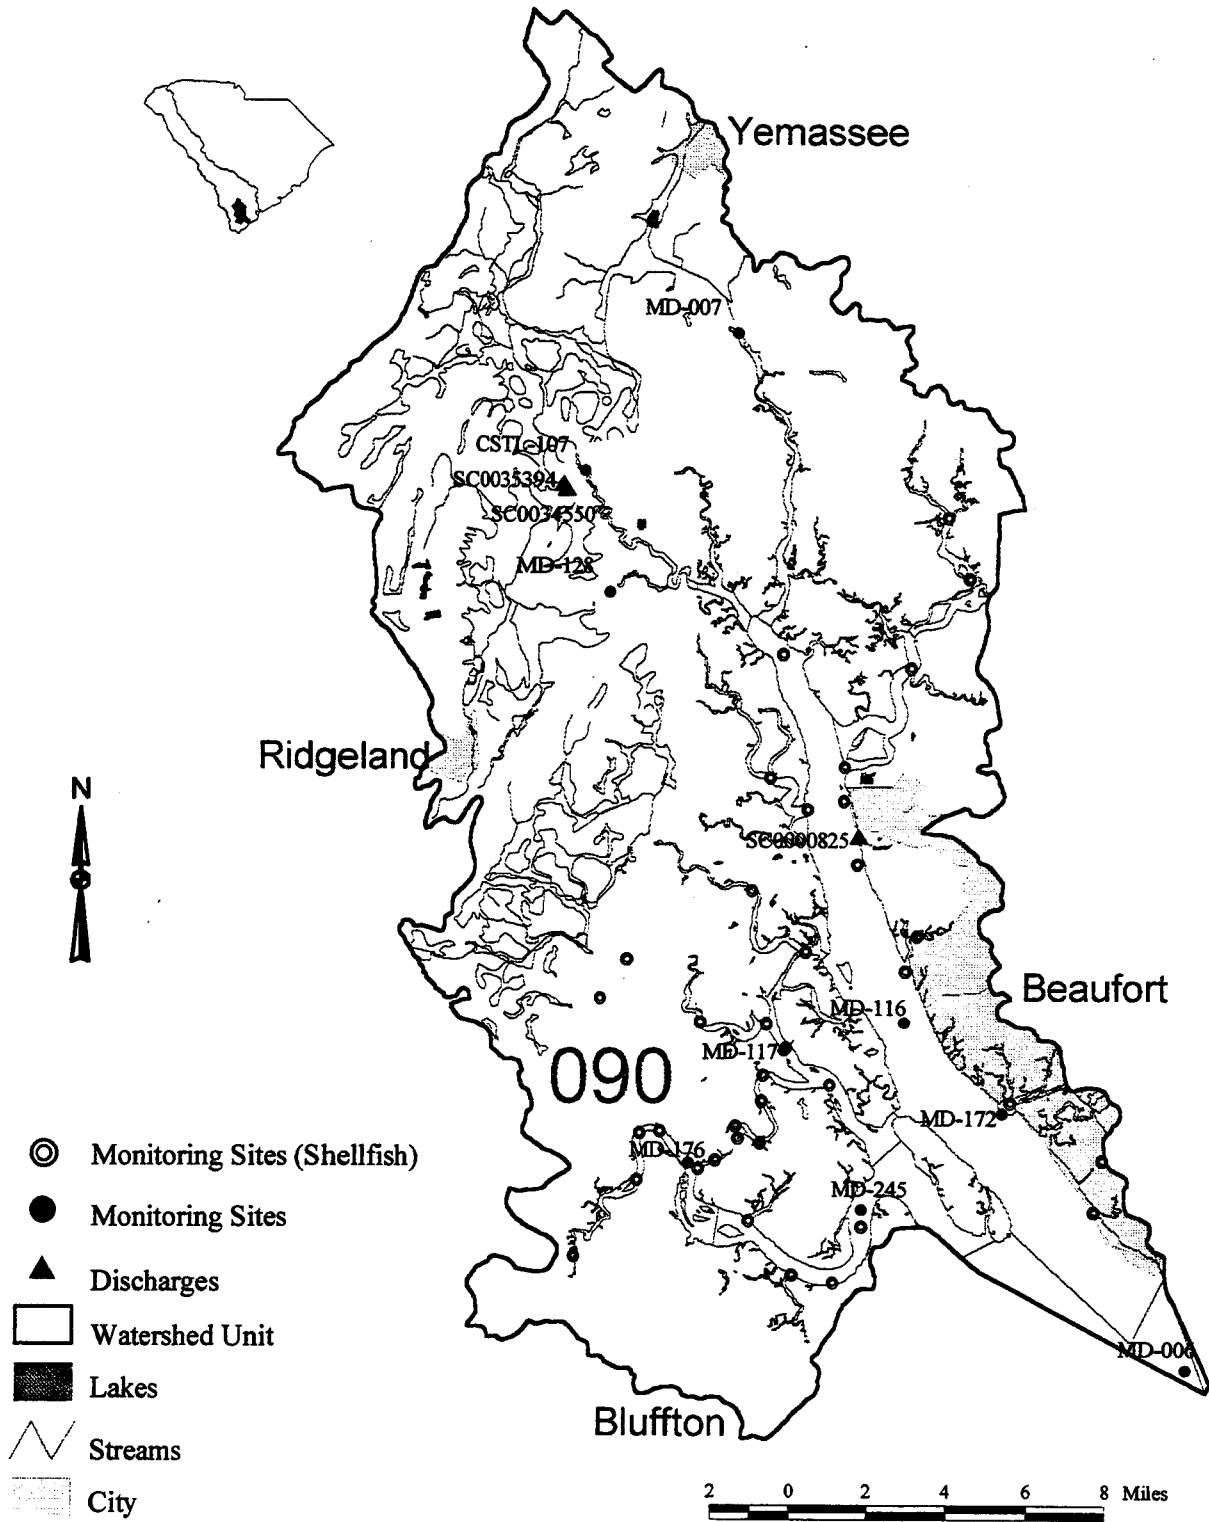 Yemassee
MD-007
CSTL-107
SC0035394
SC0034550
MD-128
Ridgeland
N
SC0000825
Beaufort
MD-116
MD-117
090
MD-172
Monitoring Sites (Shellfish)
MD-176
MD-245
Monitoring Sites
Discharges
Watershed Unit
MD-006
Lakes
Bluffton
Streams
City
2 0 2 4 6 8 Miles